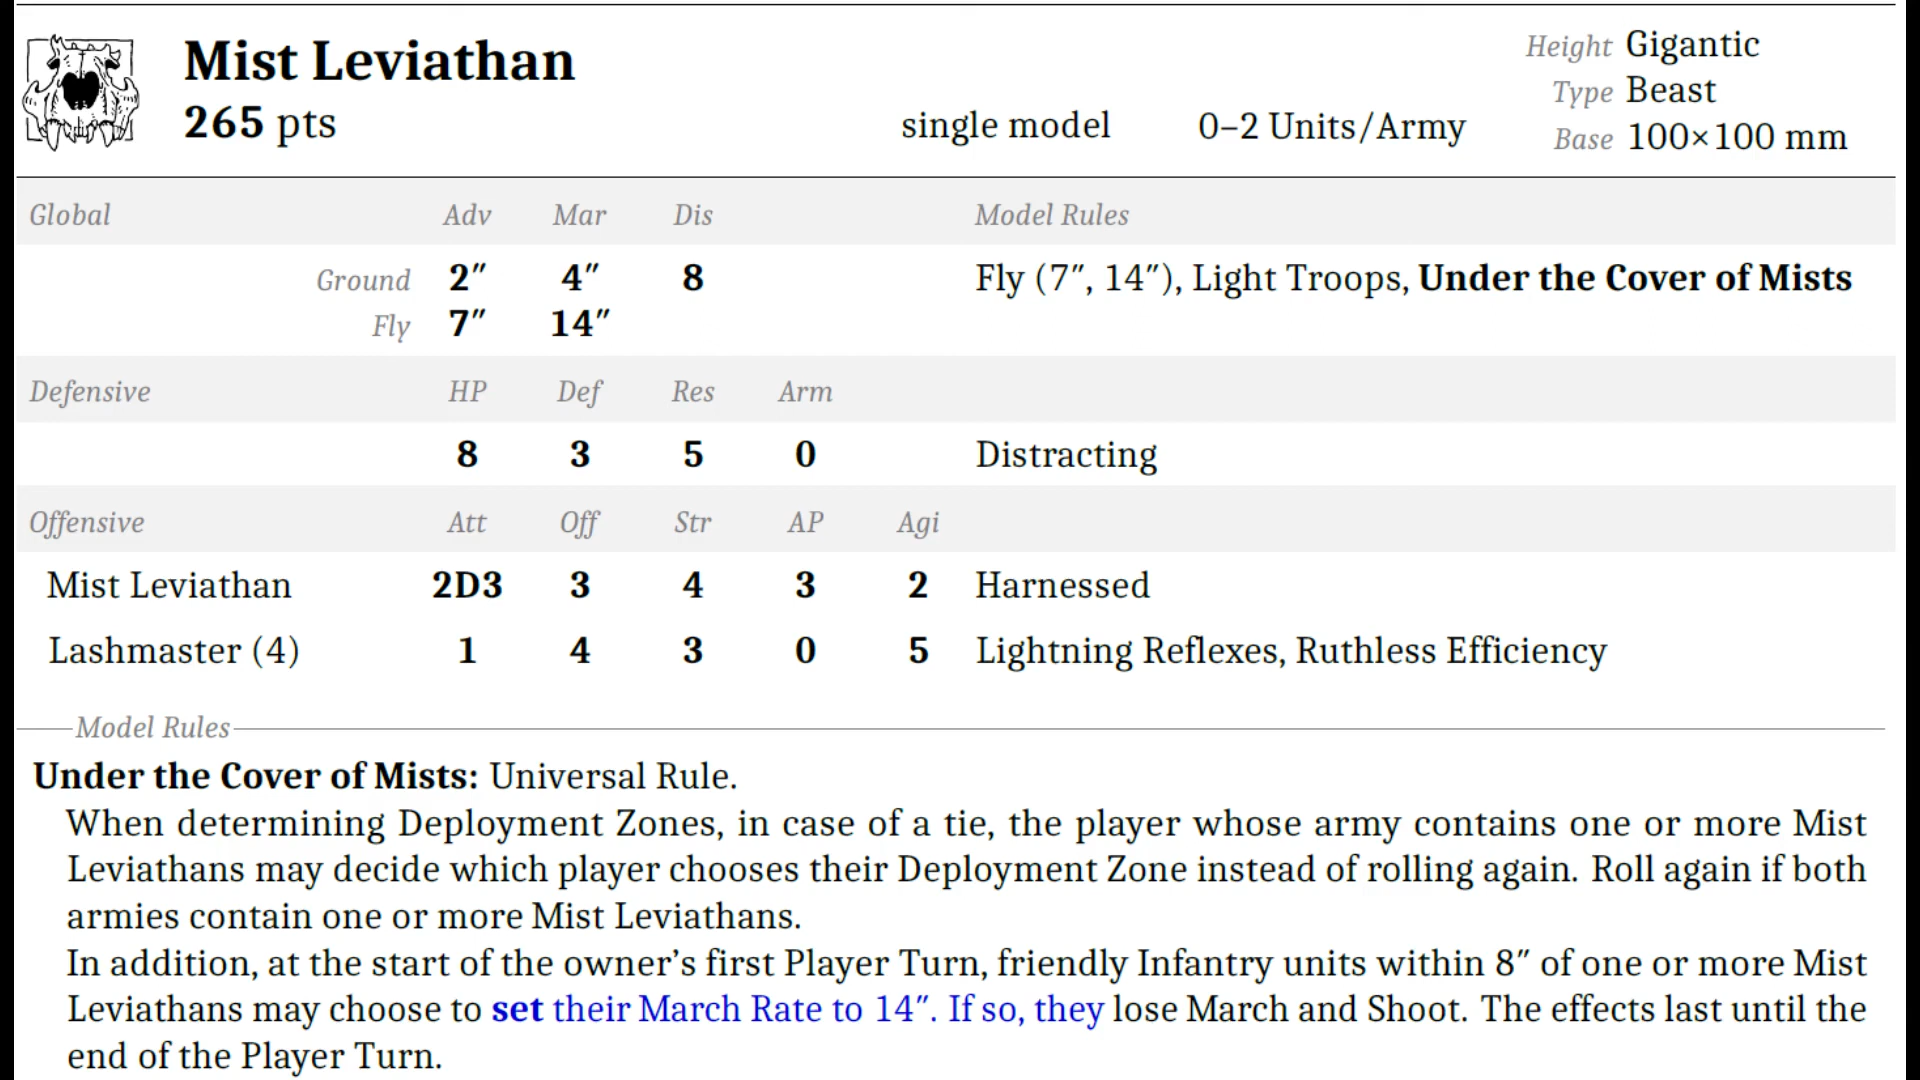 Mist Leviathan
265 pts
single model
0–2 Units/Army
Height Gigantic
Type Beast
Base 100×100 mm
Global Adv Mar Dis Model Rules
Ground 2″ 4″ 8 Fly (7″, 14″), Light Troops, Under the Cover of Mists
Fly 7″ 14″
Defensive HP Def Res Arm
8 3 5 0 Distracting
Offensive Att Off Str AP Agi
Mist Leviathan 2D3 3 4 3 2 Harnessed
Lashmaster (4) 1 4 3 0 5 Lightning Reflexes, Ruthless Efficiency
Model Rules
Under the Cover of Mists: Universal Rule.
When determining Deployment Zones, in case of a tie, the player whose army contains one or more Mist
Leviathans may decide which player chooses their Deployment Zone instead of rolling again. Roll again if both
armies contain one or more Mist Leviathans.
In addition, at the start of the owner’s first Player Turn, friendly Infantry units within 8″ of one or more Mist
Leviathans may choose to set their March Rate to 14″. If so, they lose March and Shoot. The effects last until the
end of the Player Turn.